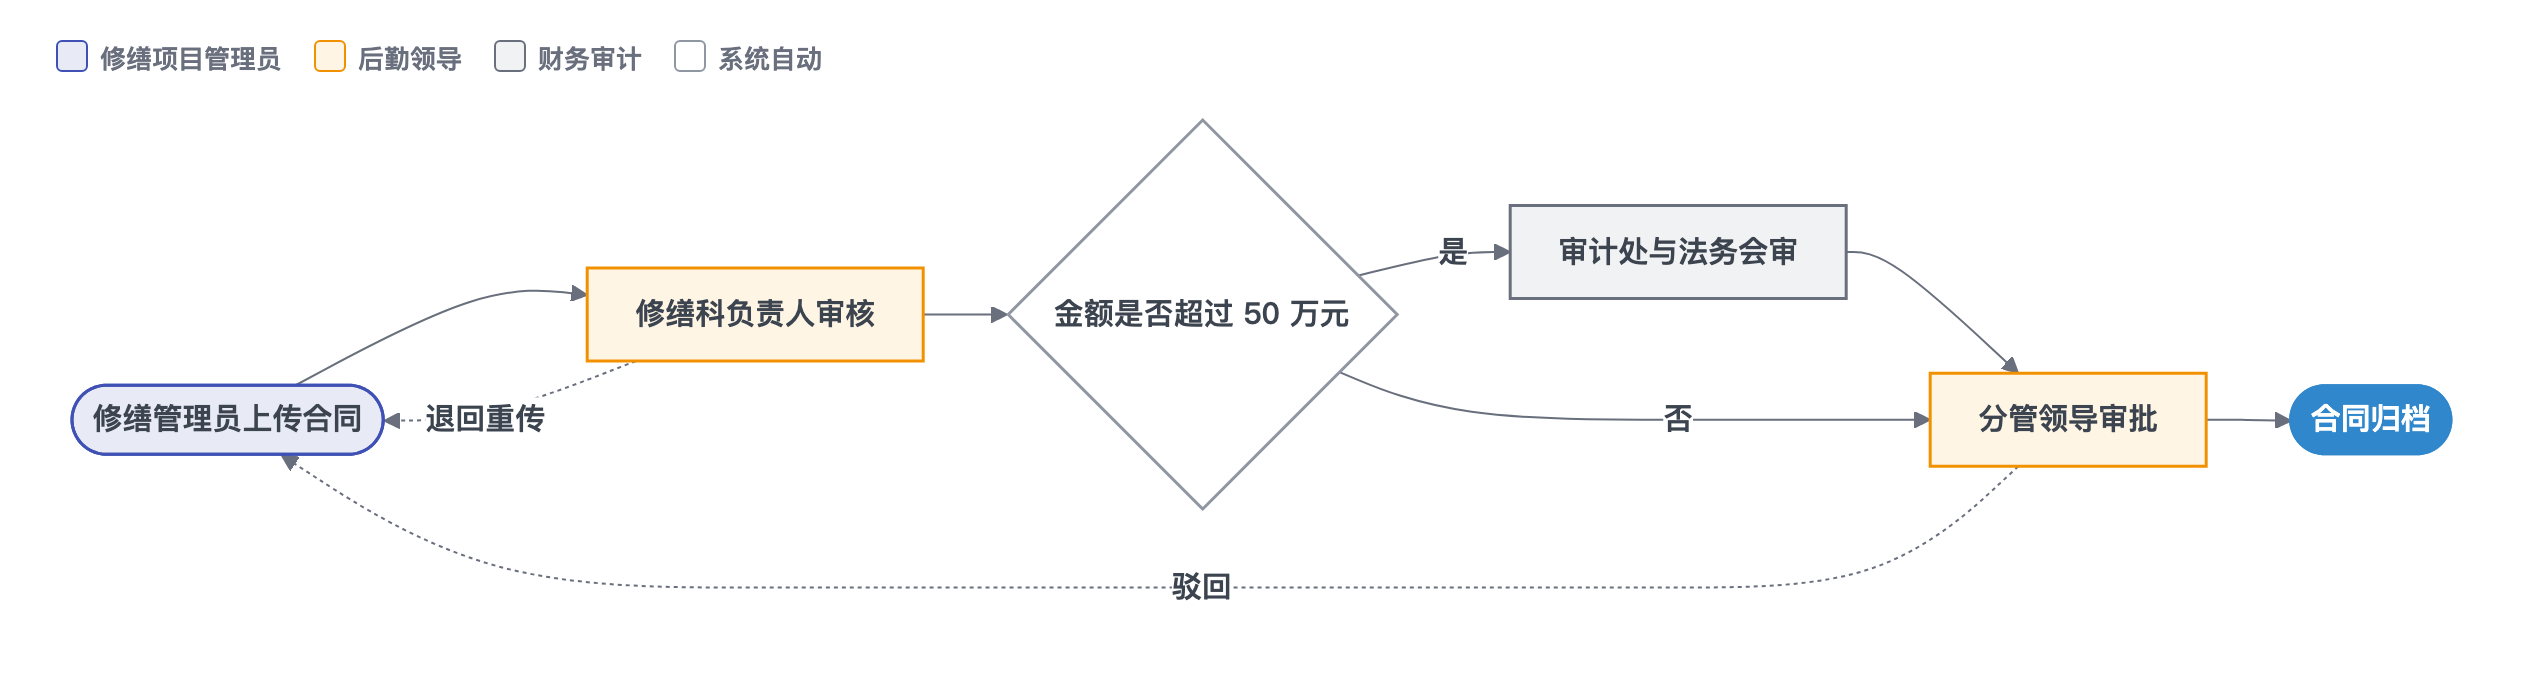 修缮项目管理员
后勤领导
财务审计
系统自动
修缮管理员上传合同
退回重传
修缮科负责人审核
金额是否超过 50 万元
是
审计处与法务会审
否
分管领导审批
合同归档
驳回